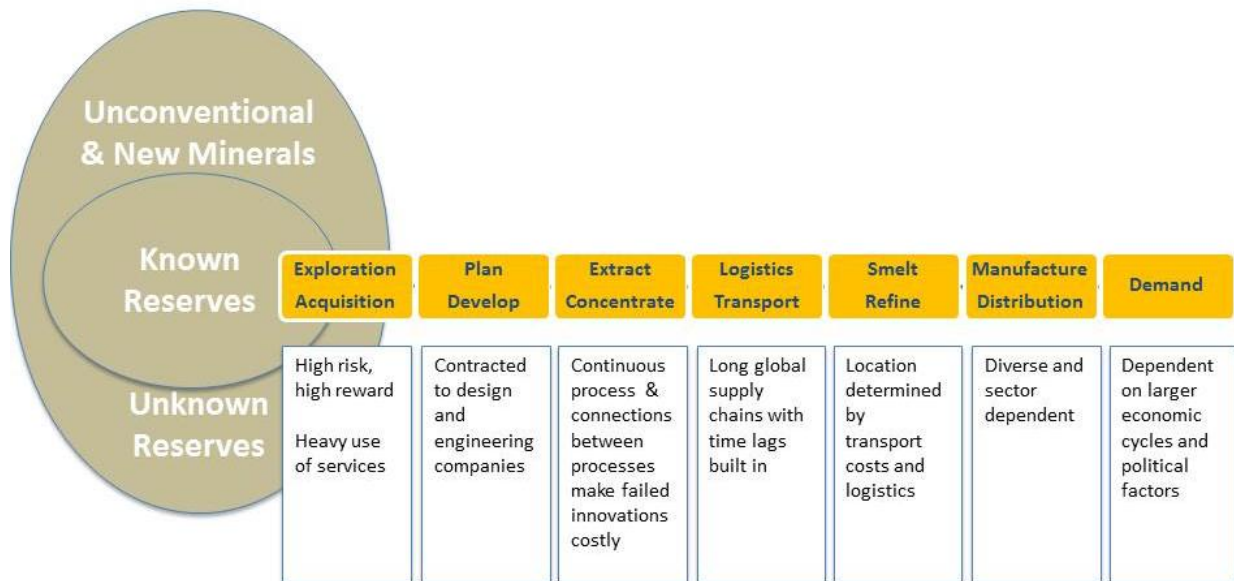 Unconventional
& New Minerals
Known
Reserves
Unknown
Reserves
Exploration
Acquisition
Plan
Develop
Extract
Concentrate
Logistics
Transport
Smelt
Refine
Manufacture
Distribution
Demand
High risk,
high reward
Heavy use
of services
Contracted
to design
and
engineering
companies
Continuous
process &
connections
between
processes
make failed
innovations
costly
Long global
supply
chains with
time lags
built in
Location
determined
by
transport
costs and
logistics
Diverse and
sector
dependent
Dependent
on larger
economic
cycles and
political
factors